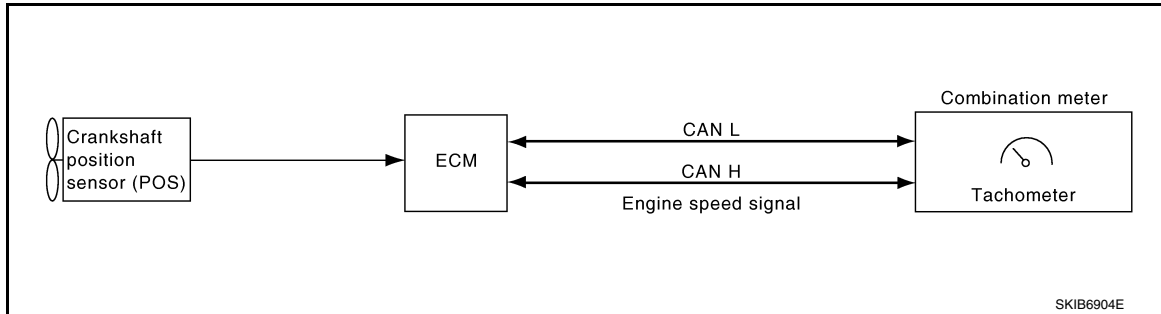 Crankshaft
position
sensor (POS)
ECM
CAN L
CAN H
Engine speed signal
Combination meter
Tachometer
SKIB6904E